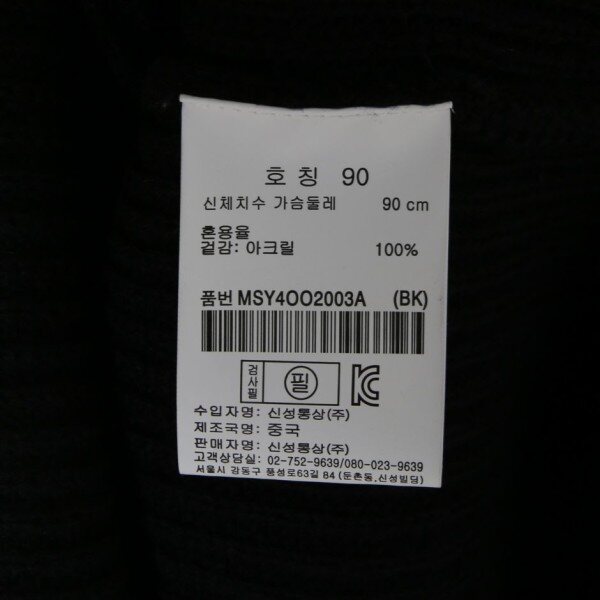 호칭 90
신체치수 가슴둘레 90 cm
혼용율
겉감: 아크릴 100%
품번 MSY4OO2003A (BK)
검사필 필 KC
수입자명: 신성통상(주)
제조국명: 중국
판매자명: 신성통상(주)
고객상담실: 02-752-9639/080-023-9639
서울시 강동구 풍성로63길 84 (둔촌동,신성빌딩)